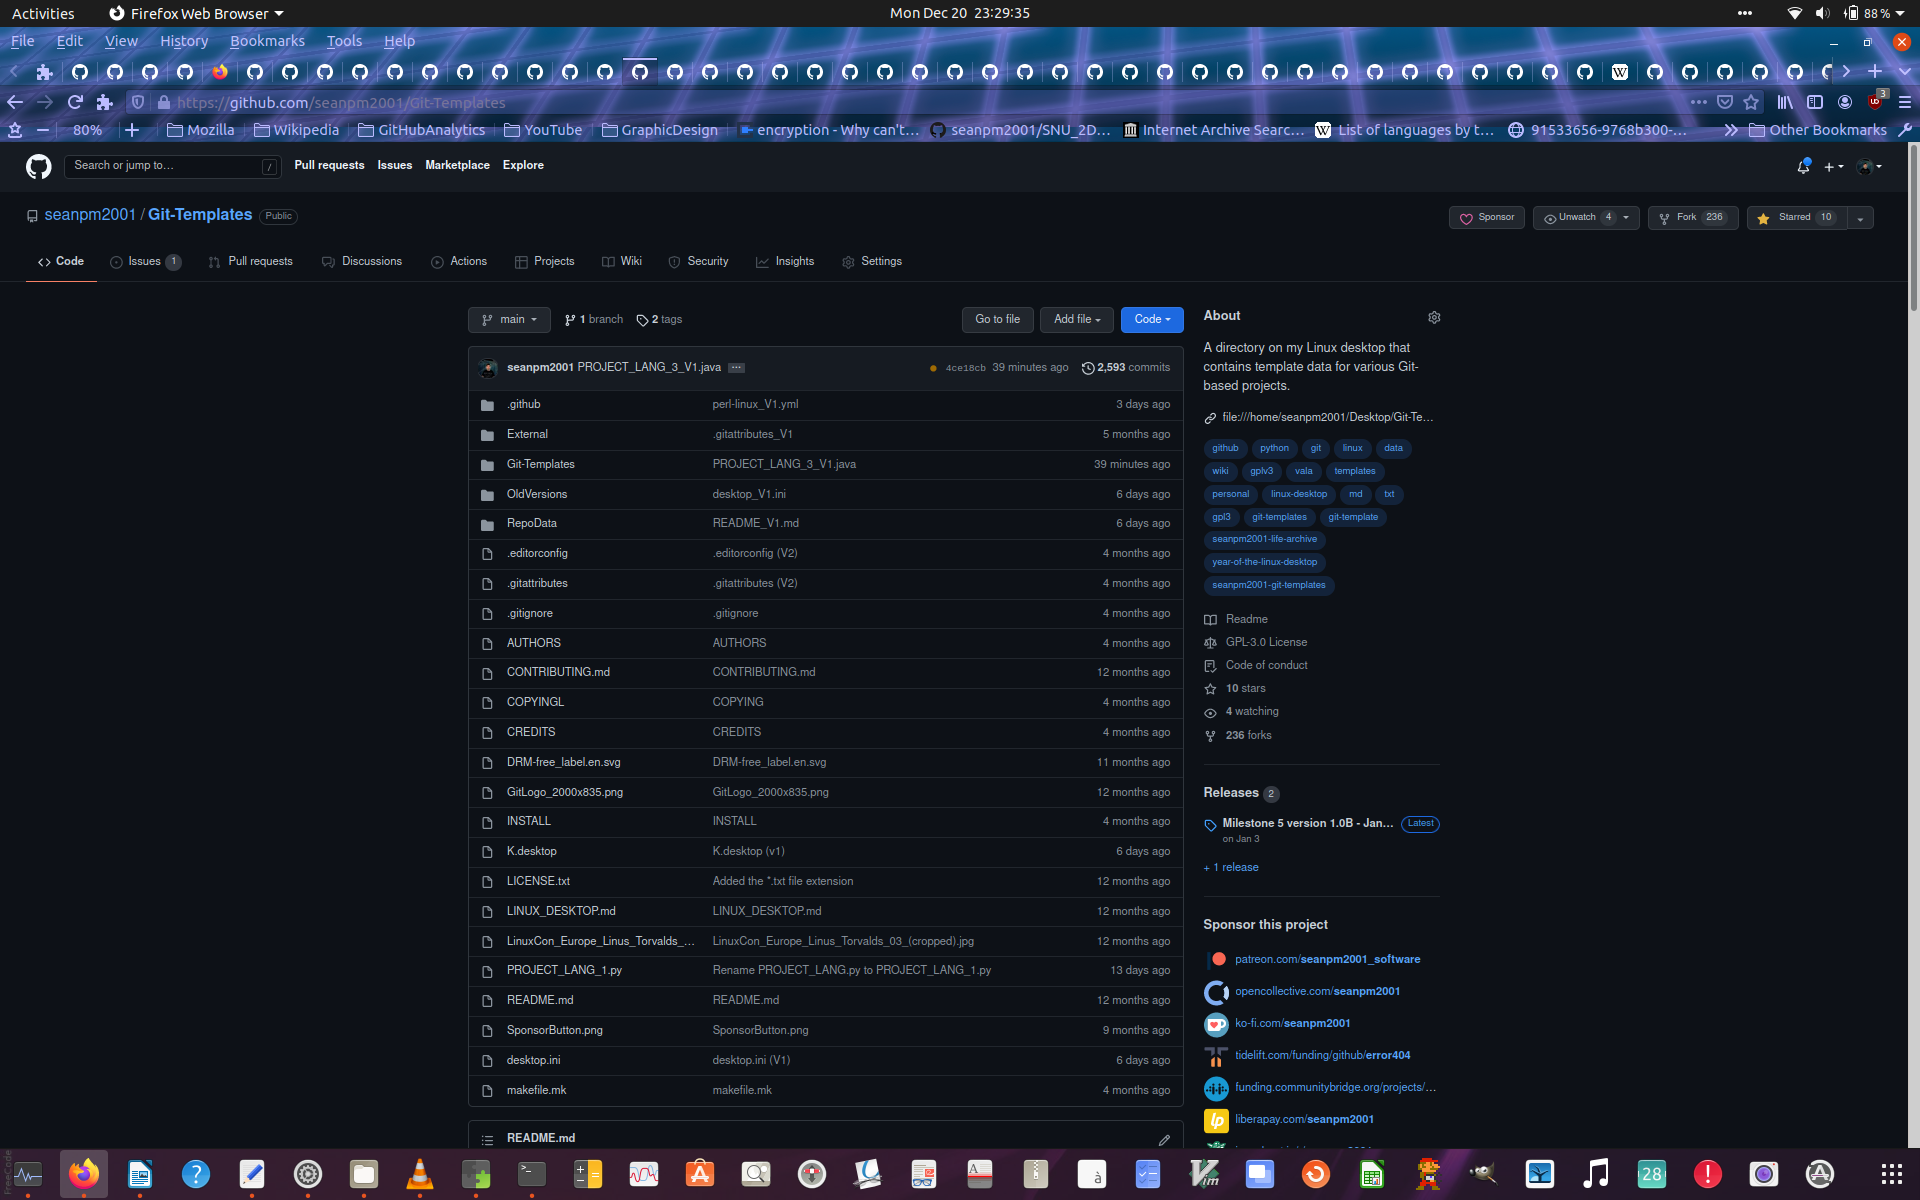 Activities
Firefox Web Browser
Mon Dec 20 23:29:35
88 %
File Edit View History Bookmarks Tools Help
https://github.com/seanpm2001/Git-Templates
3
80%
Mozilla
Wikipedia
GitHubAnalytics
YouTube
GraphicDesign
encryption - Why can't...
seanpm2001/SNU_2D...
Internet Archive Searc...
List of languages by t...
91533656-9768b300-...
Other Bookmarks
Search or jump to...
/
Pull requests Issues Marketplace Explore
seanpm2001 / Git-Templates Public
Sponsor
Unwatch 4
Fork 236
Starred 10
Code
Issues 1
Pull requests
Discussions
Actions
Projects
Wiki
Security
Insights
Settings
main
1 branch
2 tags
Go to file
Add file
Code
seanpm2001 PROJECT_LANG_3_V1.java ...
4ce18cb 39 minutes ago 2,593 commits
.github perl-linux_V1.yml 3 days ago
External .gitattributes_V1 5 months ago
Git-Templates PROJECT_LANG_3_V1.java 39 minutes ago
OldVersions desktop_V1.ini 6 days ago
RepoData README_V1.md 6 days ago
.editorconfig .editorconfig (V2) 4 months ago
.gitattributes .gitattributes (V2) 4 months ago
.gitignore .gitignore 4 months ago
AUTHORS AUTHORS 4 months ago
CONTRIBUTING.md CONTRIBUTING.md 12 months ago
COPYINGL COPYING 4 months ago
CREDITS CREDITS 4 months ago
DRM-free_label.en.svg DRM-free_label.en.svg 11 months ago
GitLogo_2000x835.png GitLogo_2000x835.png 12 months ago
INSTALL INSTALL 4 months ago
K.desktop K.desktop (v1) 6 days ago
LICENSE.txt Added the *.txt file extension 12 months ago
LINUX_DESKTOP.md LINUX_DESKTOP.md 12 months ago
LinuxCon_Europe_Linus_Torvalds_... LinuxCon_Europe_Linus_Torvalds_03_(cropped).jpg 12 months ago
PROJECT_LANG_1.py Rename PROJECT_LANG.py to PROJECT_LANG_1.py 13 days ago
README.md README.md 12 months ago
SponsorButton.png SponsorButton.png 9 months ago
desktop.ini desktop.ini (V1) 6 days ago
makefile.mk makefile.mk 4 months ago
README.md
About
A directory on my Linux desktop that
contains template data for various Git-
based projects.
file:///home/seanpm2001/Desktop/Git-Te...
github python git linux data
wiki gplv3 vala templates
personal linux-desktop md txt
gpl3 git-templates git-template
seanpm2001-life-archive
year-of-the-linux-desktop
seanpm2001-git-templates
Readme
GPL-3.0 License
Code of conduct
10 stars
4 watching
236 forks
Releases 2
Milestone 5 version 1.0B - Jan... Latest
on Jan 3
+ 1 release
Sponsor this project
patreon.com/seanpm2001_software
opencollective.com/seanpm2001
ko-fi.com/seanpm2001
tidelift.com/funding/github/error404
funding.communitybridge.org/projects/...
liberapay.com/seanpm2001
28